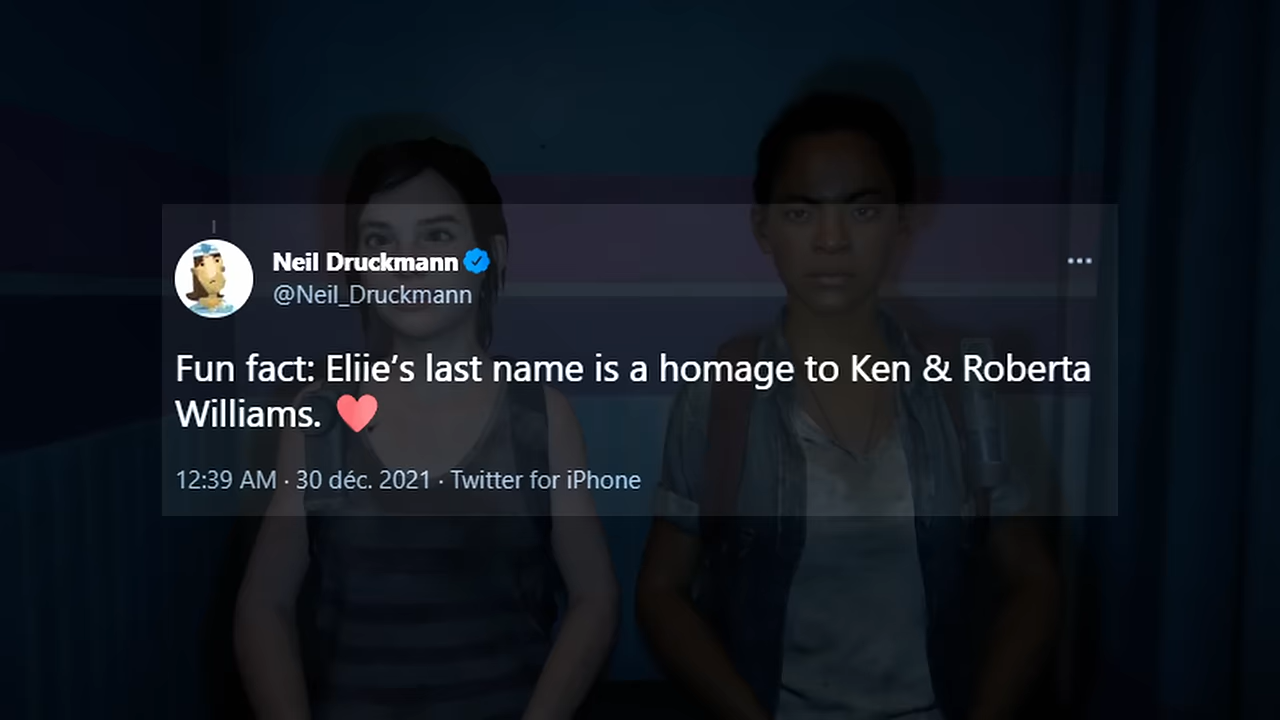 Neil Druckmann
@Neil_Druckmann
Fun fact: Eliie’s last name is a homage to Ken & Roberta
Williams. ❤️
12:39 AM · 30 déc. 2021 · Twitter for iPhone